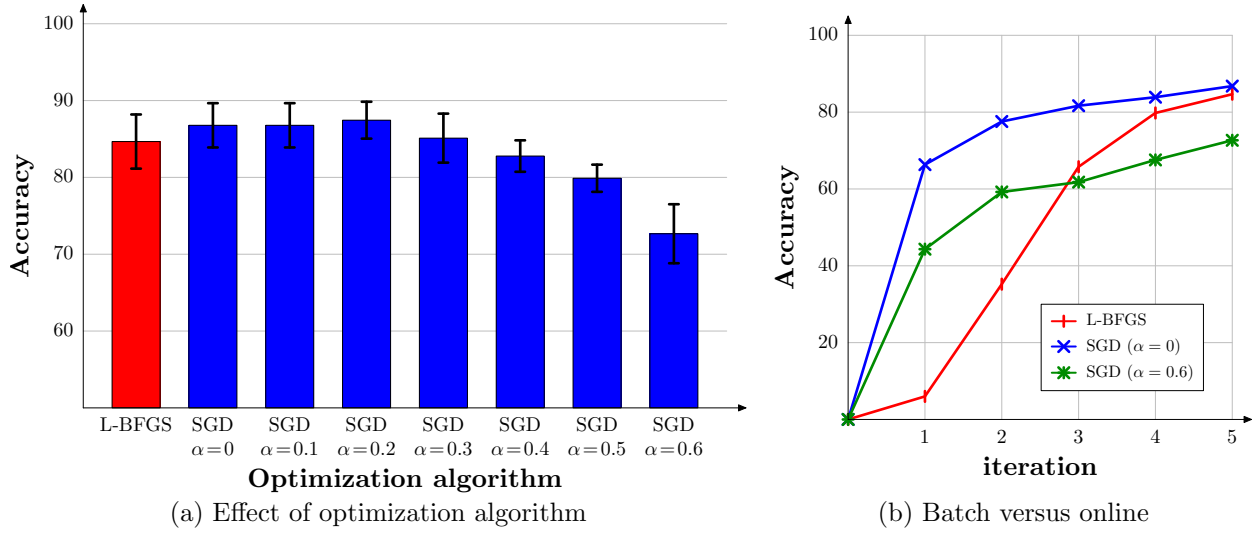 100
90
80
70
60
Accuracy
L-BFGS SGD SGD SGD SGD SGD SGD SGD
α=0 α=0.1 α=0.2 α=0.3 α=0.4 α=0.5 α=0.6
Optimization algorithm
(a) Effect of optimization algorithm
100
80
60
40
20
Accuracy
L-BFGS
SGD (α = 0)
SGD (α = 0.6)
1 2 3 4 5
iteration
(b) Batch versus online